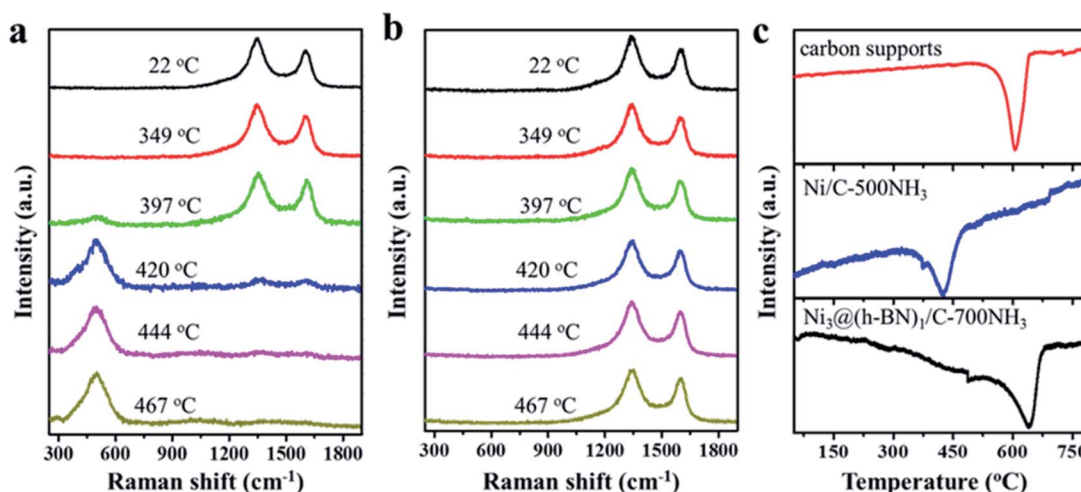 a
Intensity (a.u.)
22 °C
349 °C
397 °C
420 °C
444 °C
467 °C
300 600 900 1200 1500 1800
Raman shift (cm⁻¹)
b
Intensity (a.u.)
22 °C
349 °C
397 °C
420 °C
444 °C
467 °C
300 600 900 1200 1500 1800
Raman shift (cm⁻¹)
c
Intensity (a.u.)
carbon supports
Ni/C-500NH₃
Ni₃@(h-BN)₁/C-700NH₃
150 300 450 600 750
Temperature (°C)